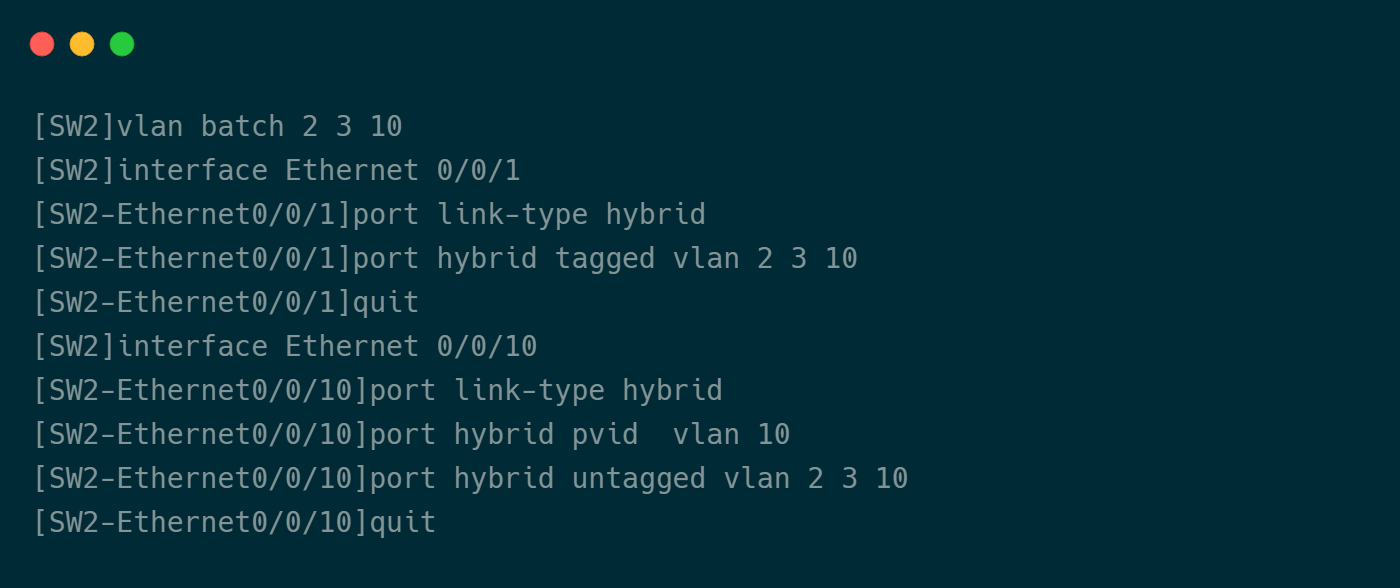 [SW2]vlan batch 2 3 10
[SW2]interface Ethernet 0/0/1
[SW2-Ethernet0/0/1]port link-type hybrid
[SW2-Ethernet0/0/1]port hybrid tagged vlan 2 3 10
[SW2-Ethernet0/0/1]quit
[SW2]interface Ethernet 0/0/10
[SW2-Ethernet0/0/10]port link-type hybrid
[SW2-Ethernet0/0/10]port hybrid pvid  vlan 10
[SW2-Ethernet0/0/10]port hybrid untagged vlan 2 3 10
[SW2-Ethernet0/0/10]quit